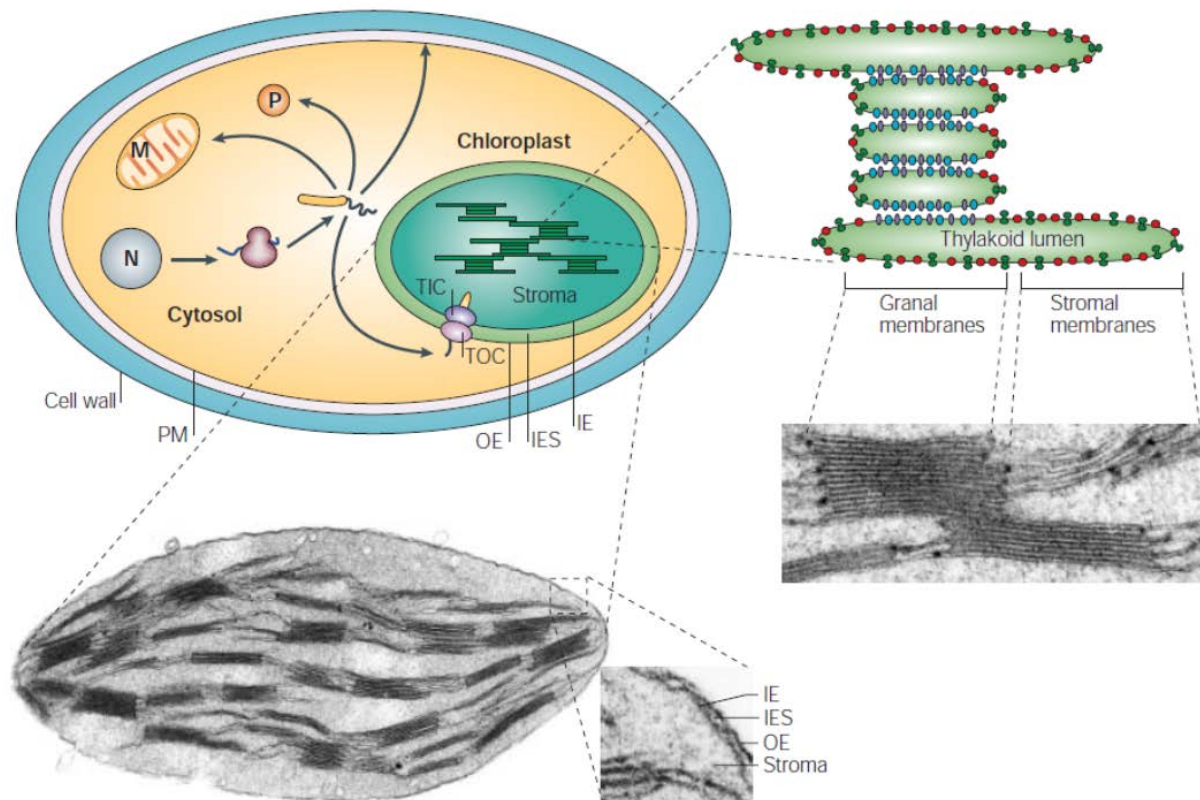 P
M
Chloroplast
N
TIC
Stroma
Cytosol
TOC
Cell wall
PM
OE
IES
IE
Thylakoid lumen
Granal
membranes
Stromal
membranes
IE
IES
OE
Stroma